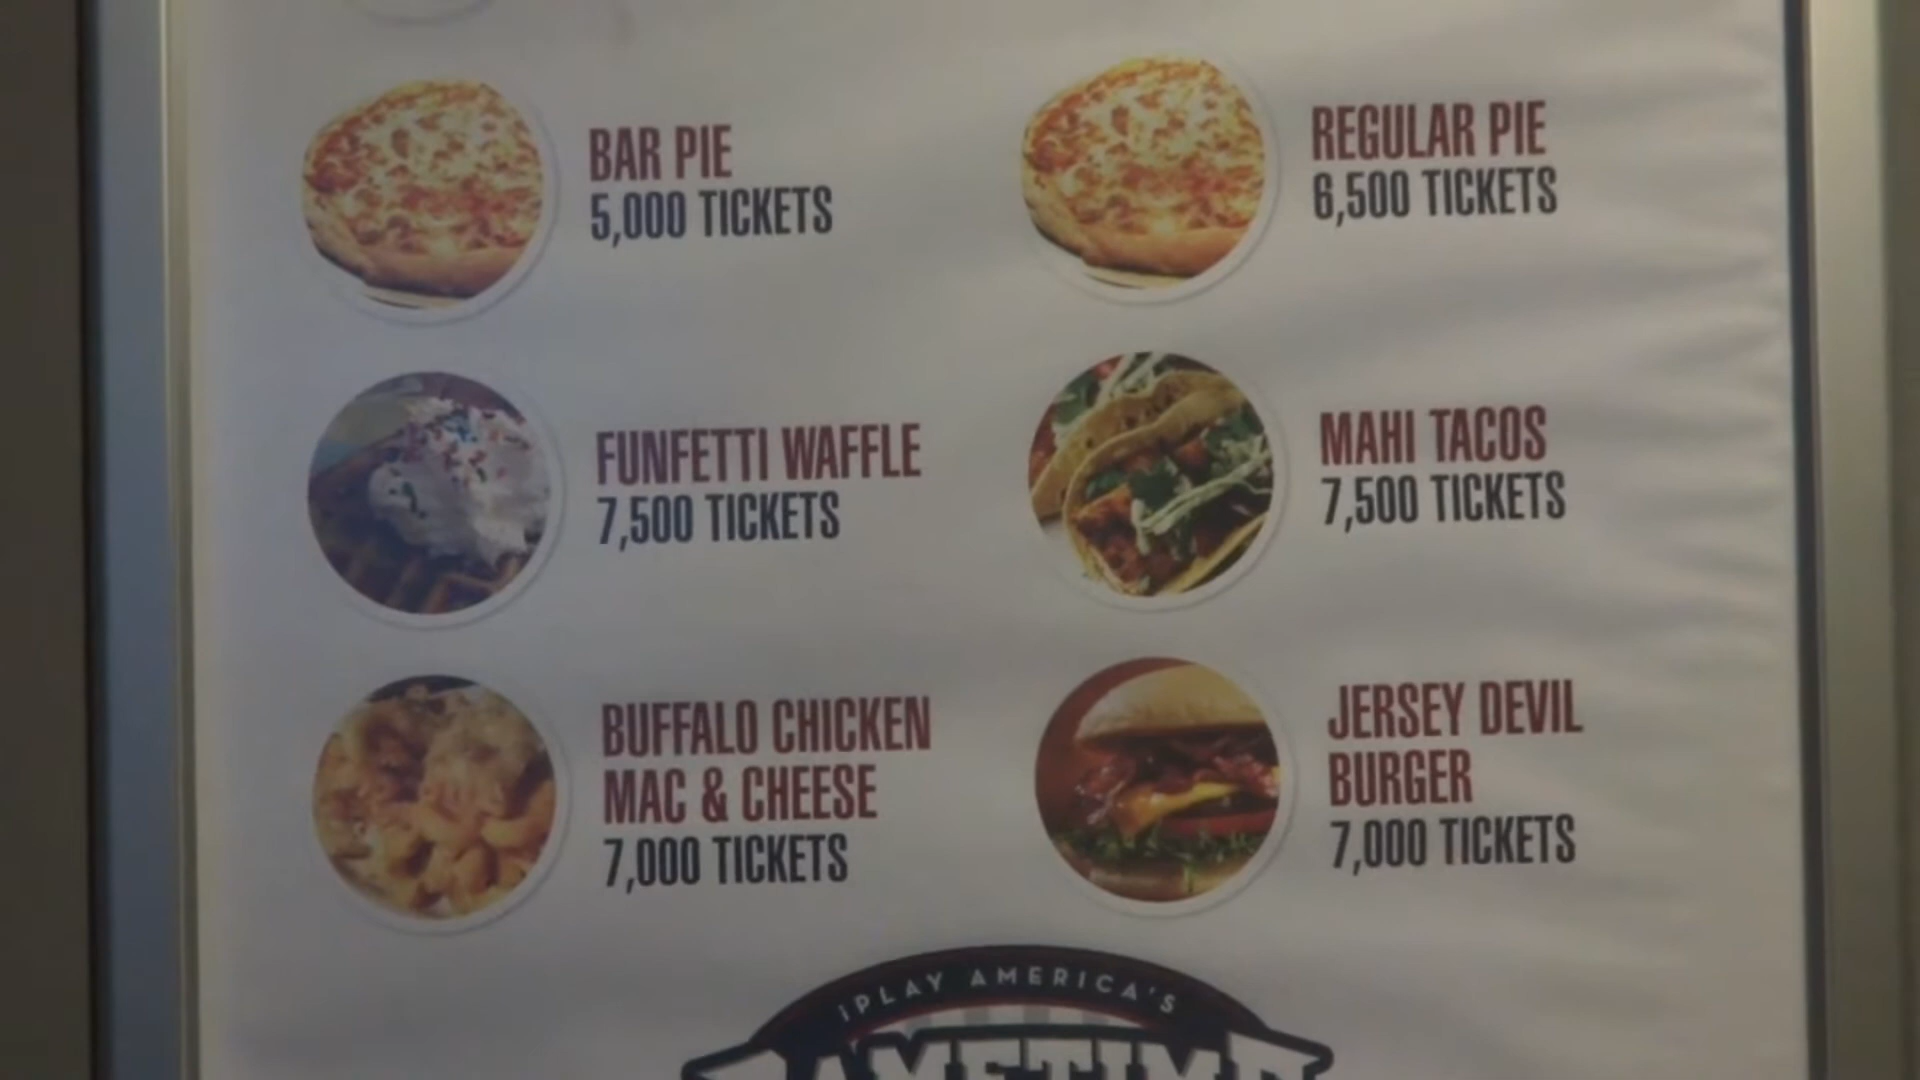 BAR PIE
5,000 TICKETS
REGULAR PIE
6,500 TICKETS
FUNFETTI WAFFLE
7,500 TICKETS
MAHI TACOS
7,500 TICKETS
BUFFALO CHICKEN
MAC & CHEESE
7,000 TICKETS
JERSEY DEVIL
BURGER
7,000 TICKETS
IPLAY AMERICA'S